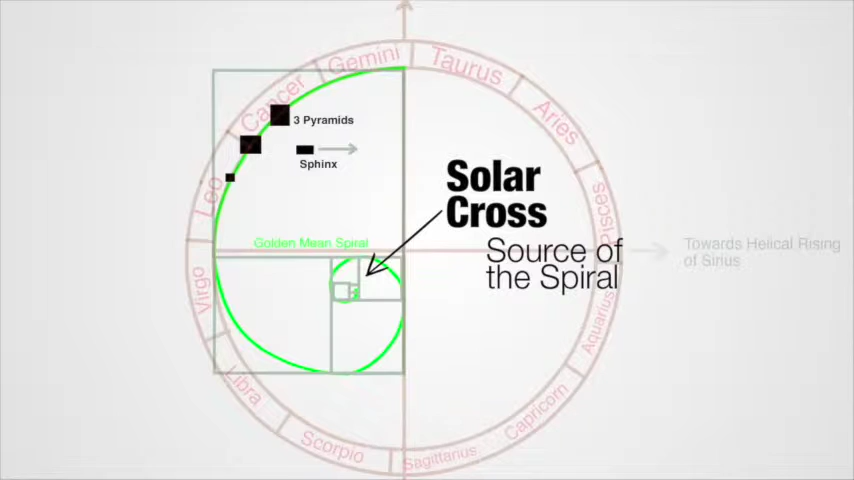 Gemini
Taurus
Cancer
Aries
3 Pyramids
Sphinx
Solar
Cross
Leo
Pisces
Golden Mean Spiral
Source of
the Spiral
Towards Helical Rising
of Sirius
Virgo
Aquarius
Libra
Capricorn
Scorpio
Sagittarius